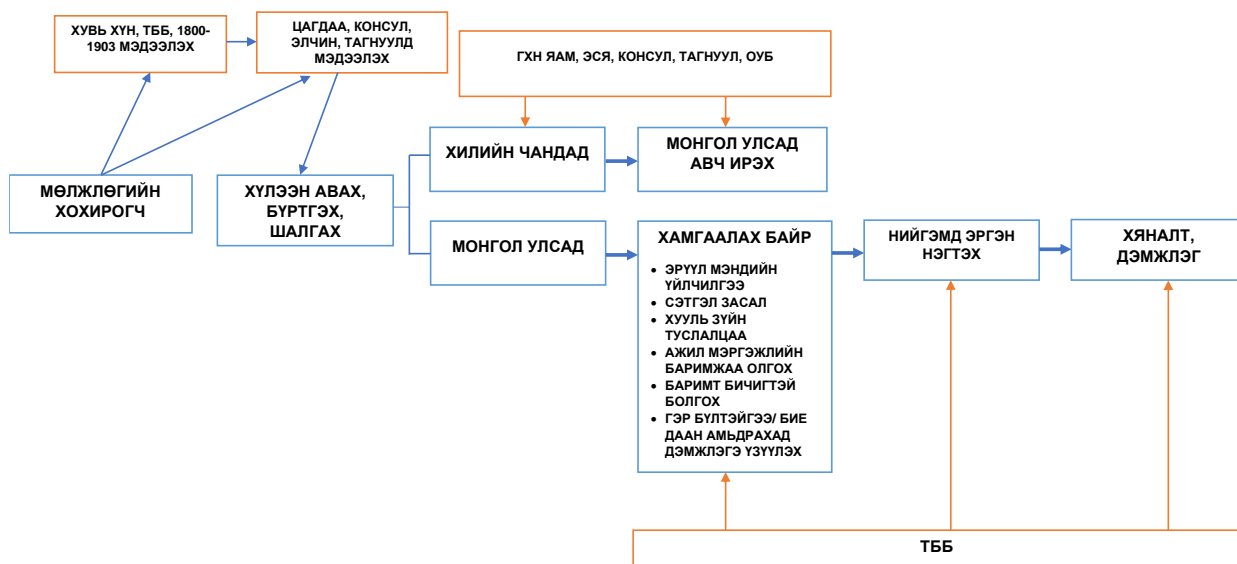 ХУВЬ ХҮН, ТББ, 1800-
1903 МЭДЭЭЛЭХ
ЦАГДАА, КОНСУЛ,
ЭЛЧИН, ТАГНУУЛД
МЭДЭЭЛЭХ
ГХН ЯАМ, ЭСЯ, КОНСУЛ, ТАГНУУЛ, ОУБ
МӨЛЖЛӨГИЙН
ХОХИРОГЧ
ХҮЛЭЭН АВАХ,
БҮРТГЭХ,
ШАЛГАХ
ХИЛИЙН ЧАНДАД
МОНГОЛ УЛСАД
АВЧ ИРЭХ
МОНГОЛ УЛСАД
ХАМГААЛАХ БАЙР
• ЭРҮҮЛ МЭНДИЙН
ҮЙЛЧИЛГЭЭ
• СЭТГЭЛ ЗАСАЛ
• ХУУЛЬ ЗҮЙН
ТУСЛАЛЦАА
• АЖИЛ МЭРГЭЖЛИЙН
БАРИМЖАА ОЛГОХ
• БАРИМТ БИЧИГТЭЙ
БОЛГОХ
• ГЭР БҮЛТЭЙГЭЭ/ БИЕ
ДААН АМЬДРАХАД
ДЭМЖЛЭГЭ ҮЗҮҮЛЭХ
НИЙГЭМД ЭРГЭН
НЭГТЭХ
ХЯНАЛТ,
ДЭМЖЛЭГ
ТББ